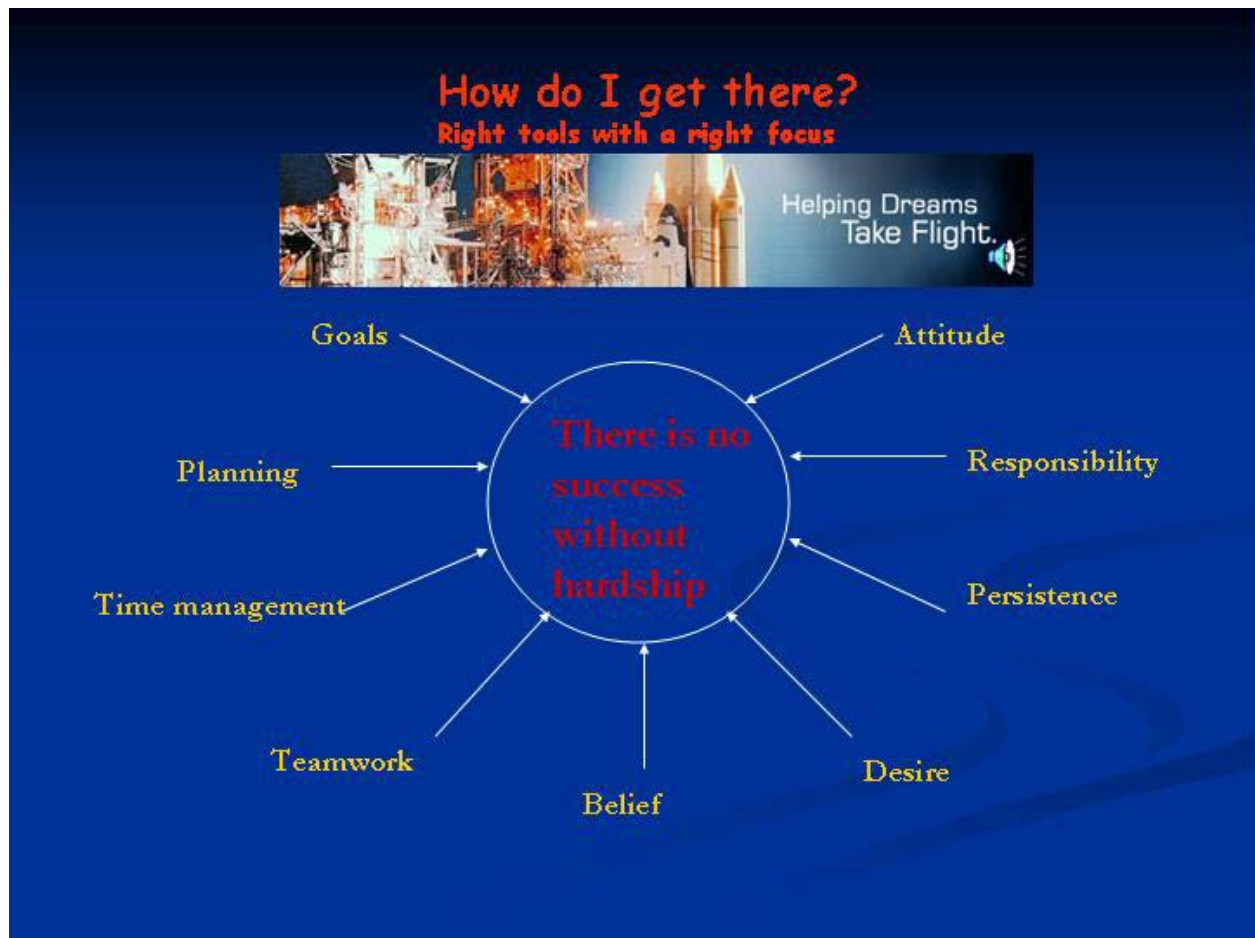 How do I get there?
Right tools with a right focus
Helping Dreams
Take Flight.
Goals
Attitude
There is no
success
without
hardship
Planning
Responsibility
Time management
Persistence
Teamwork
Desire
Belief